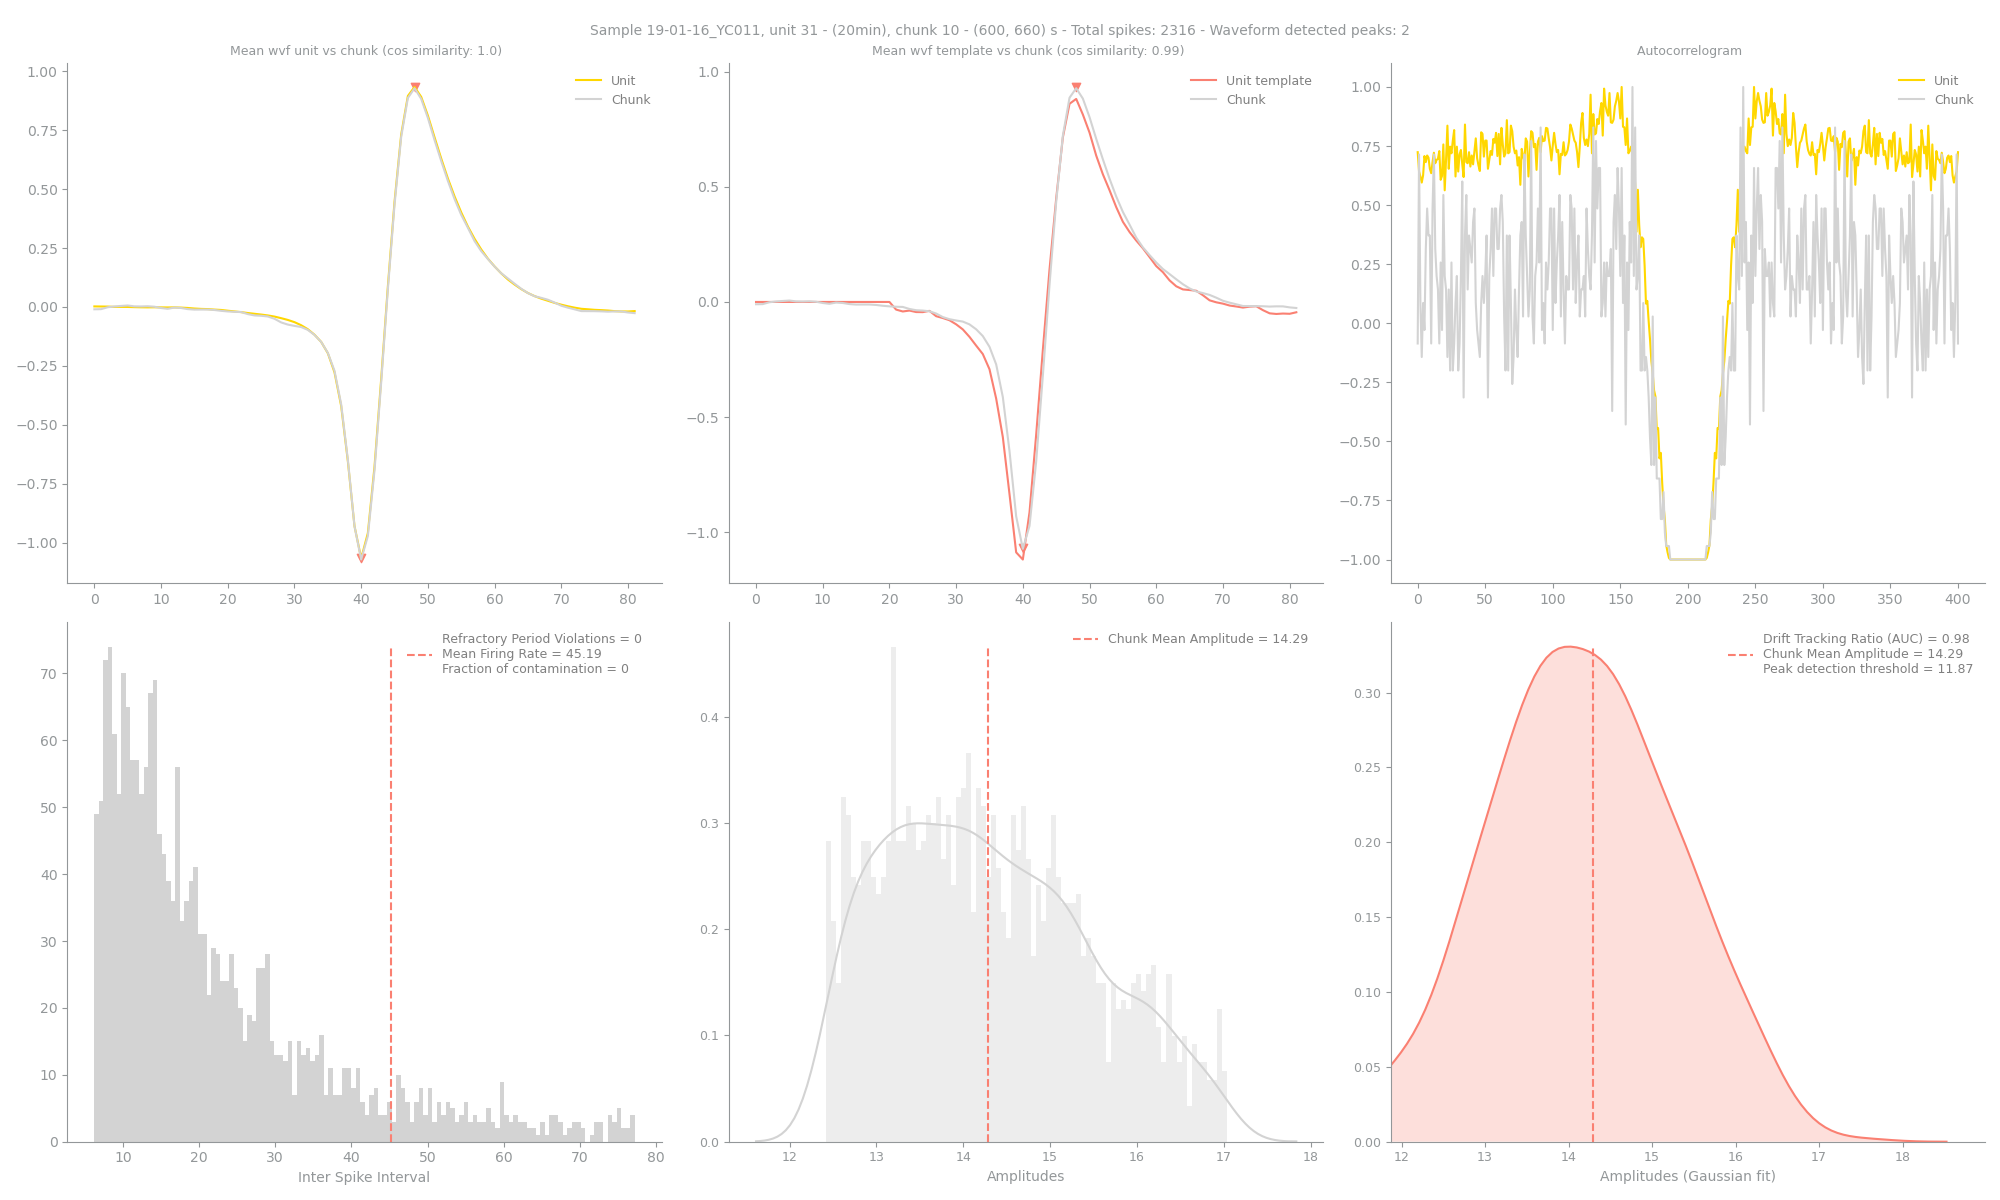 Sample 19-01-16_YC011, unit 31 - (20min), chunk 10 - (600, 660) s - Total spikes: 2316 - Waveform detected peaks: 2
Mean wvf unit vs chunk (cos similarity: 1.0)
Unit
Chunk
1.00
0.75
0.50
0.25
0.00
−0.25
−0.50
−0.75
−1.00
0 10 20 30 40 50 60 70 80
Mean wvf template vs chunk (cos similarity: 0.99)
Unit template
Chunk
1.0
0.5
0.0
−0.5
−1.0
0 10 20 30 40 50 60 70 80
Autocorrelogram
Unit
Chunk
1.00
0.75
0.50
0.25
0.00
−0.25
−0.50
−0.75
−1.00
0 50 100 150 200 250 300 350 400
Refractory Period Violations = 0
Mean Firing Rate = 45.19
Fraction of contamination = 0
70
60
50
40
30
20
10
0
10 20 30 40 50 60 70 80
Inter Spike Interval
Chunk Mean Amplitude = 14.29
0.4
0.3
0.2
0.1
0.0
12 13 14 15 16 17 18
Amplitudes
Drift Tracking Ratio (AUC) = 0.98
Chunk Mean Amplitude = 14.29
Peak detection threshold = 11.87
0.30
0.25
0.20
0.15
0.10
0.05
0.00
12 13 14 15 16 17 18
Amplitudes (Gaussian fit)